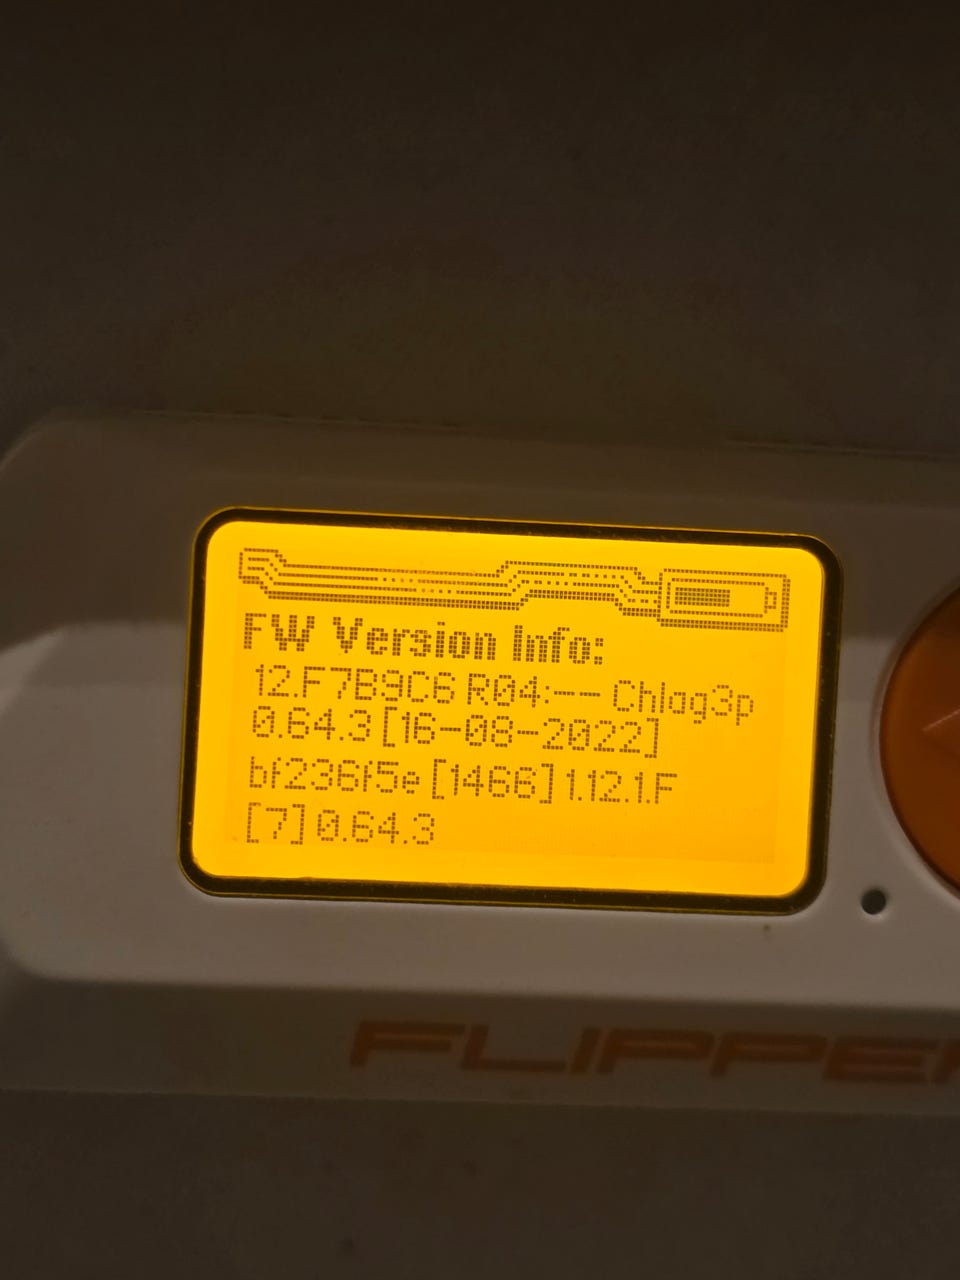 FW Version Info:
12.F7B9C6 R04:-- Chlag3p
0.64.3 [16-08-2022]
bf236f5e [1466] 1.12.1.F
[7] 0.64.3
FLIPPER